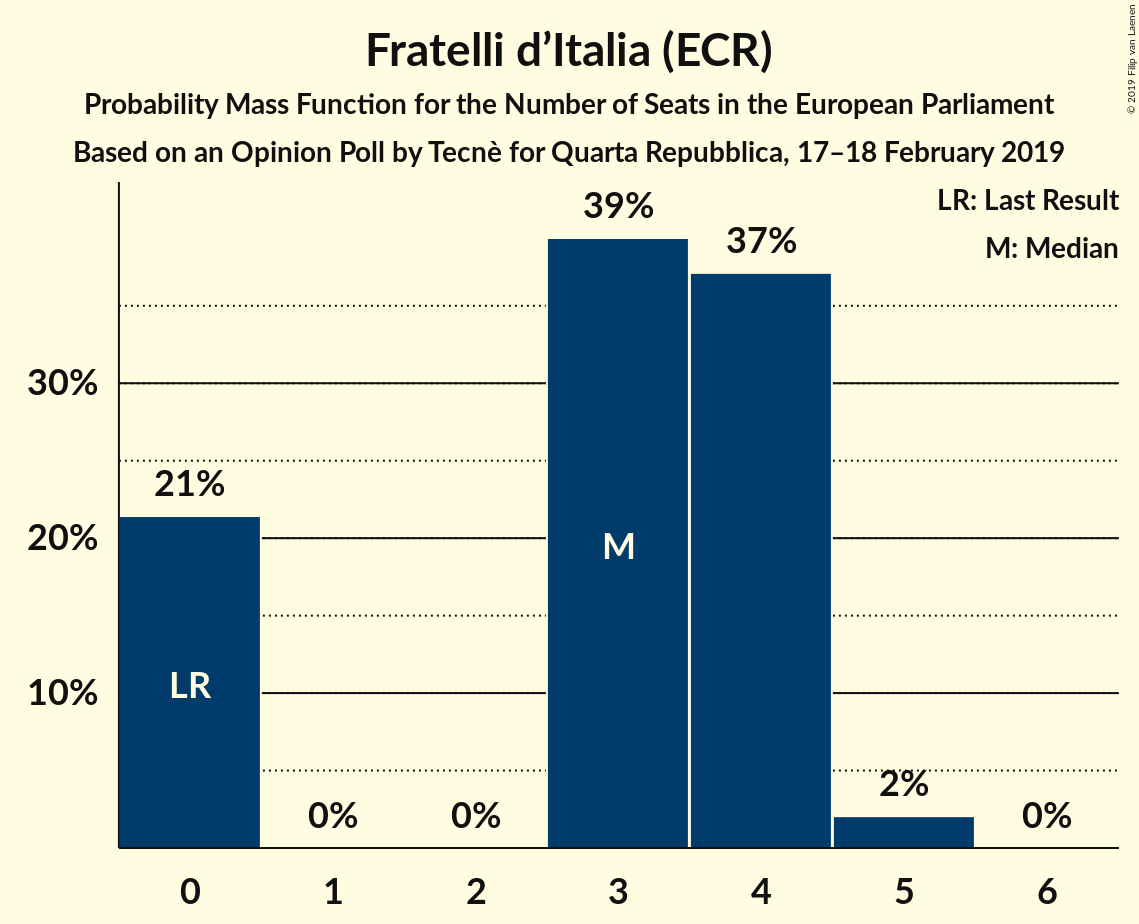 Fratelli d’Italia (ECR)
Probability Mass Function for the Number of Seats in the European Parliament
Based on an Opinion Poll by Tecnè for Quarta Repubblica, 17–18 February 2019
© 2019 Filip van Laenen
LR: Last Result
M: Median
39%
37%
30%
21%
20%
M
LR
10%
0%
0%
2%
0%
0 1 2 3 4 5 6